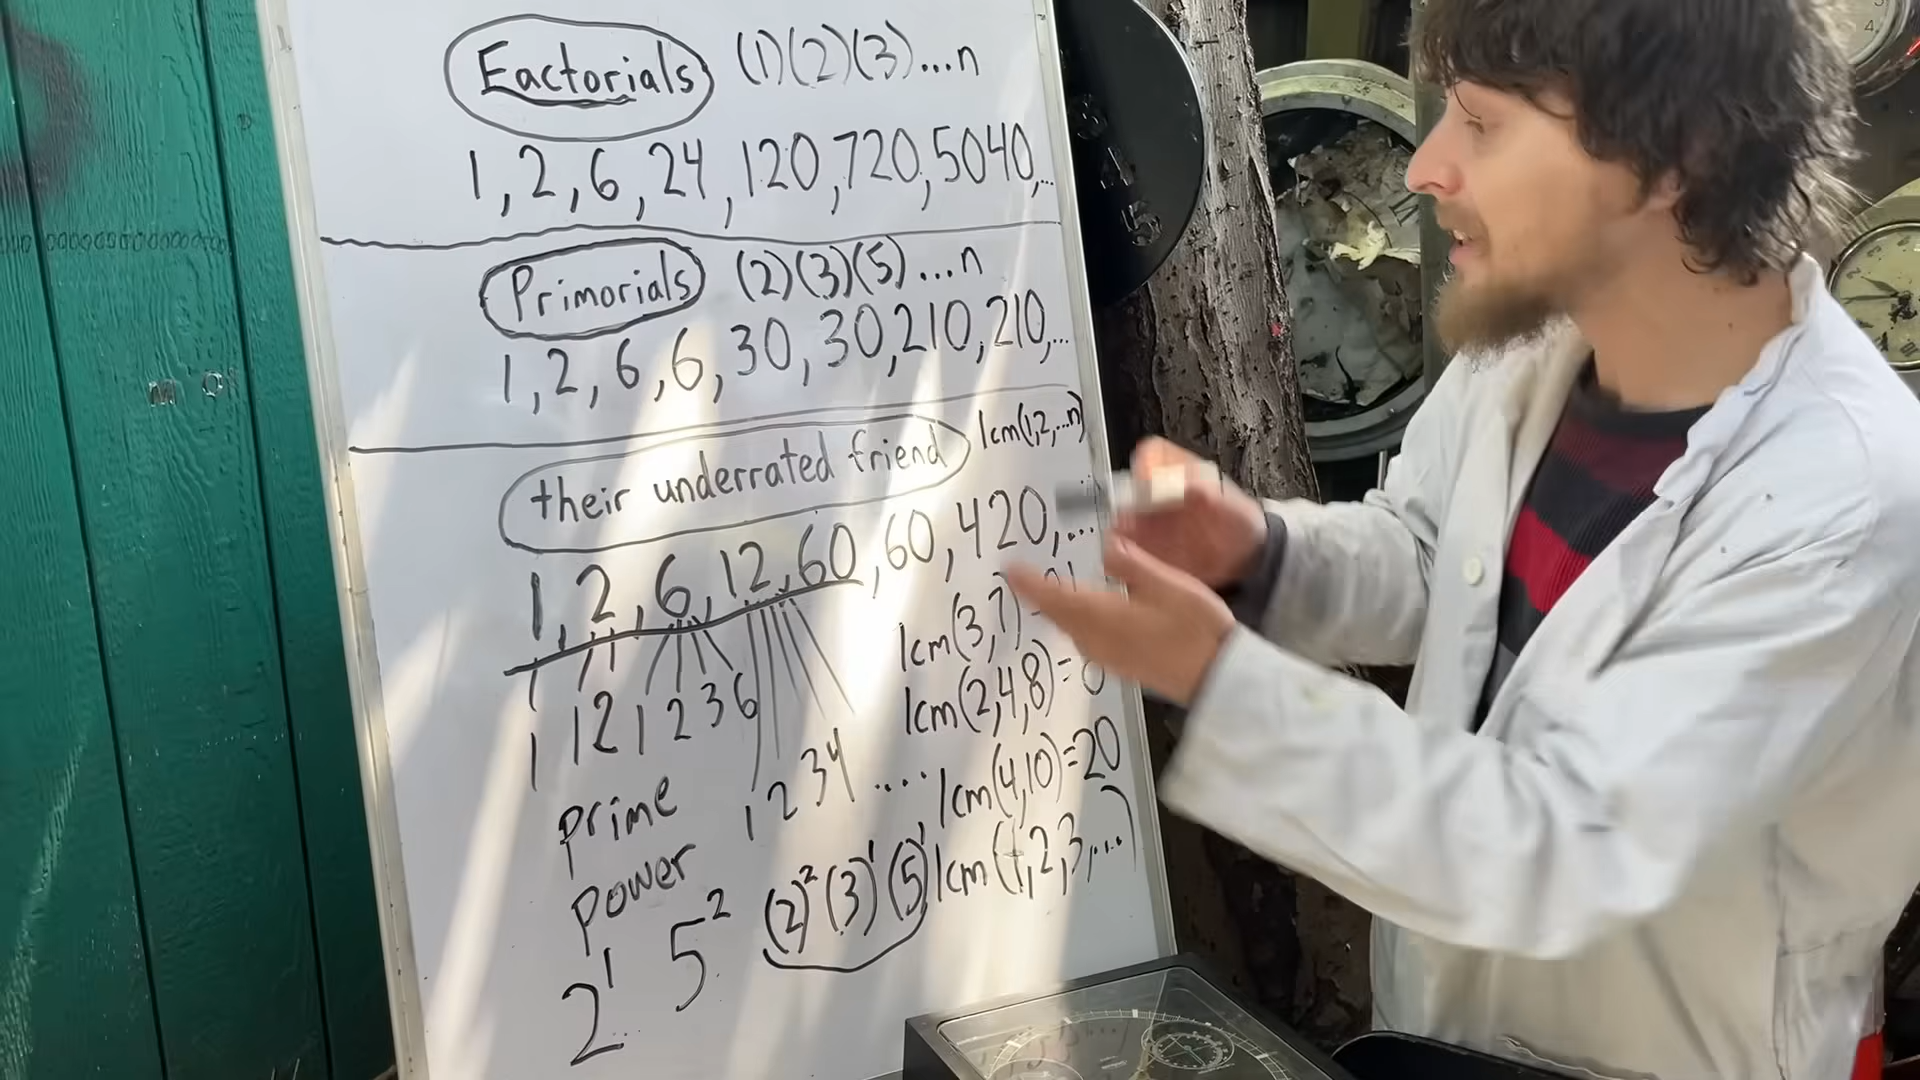 Factorials (1)(2)(3)...n
1, 2, 6, 24, 120, 720, 5040,...
Primorials (2)(3)(5)...n
1, 2, 6, 6, 30, 30, 210, 210,...
their underrated friend lcm(1,2,...n)
1, 2, 6, 12, 60, 60, 420,...
1 1 2 1 2 3 6
1 2 3 4 ....
lcm(3,7)
lcm(2,4,8)=8
lcm(4,10)=20
lcm(1,2,3,...)
prime
power
2¹ 5² (2)²(3)¹(5)¹
15